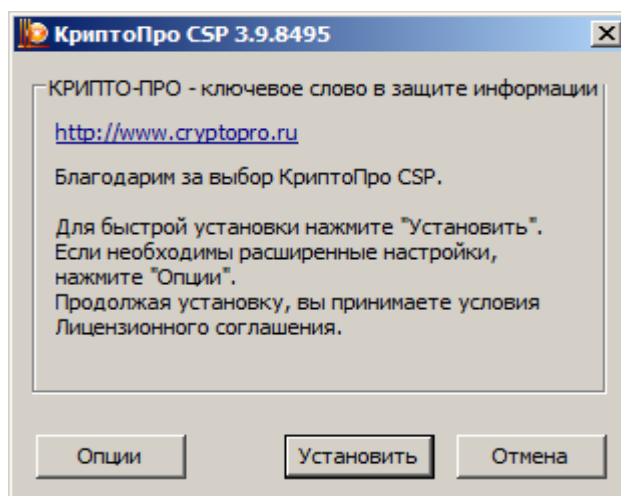 КриптоПро CSP 3.9.8495
КРИПТО-ПРО - ключевое слово в защите информации
http://www.cryptopro.ru
Благодарим за выбор КриптоПро CSP.
Для быстрой установки нажмите "Установить".
Если необходимы расширенные настройки,
нажмите "Опции".
Продолжая установку, вы принимаете условия
Лицензионного соглашения.
Опции Установить Отмена